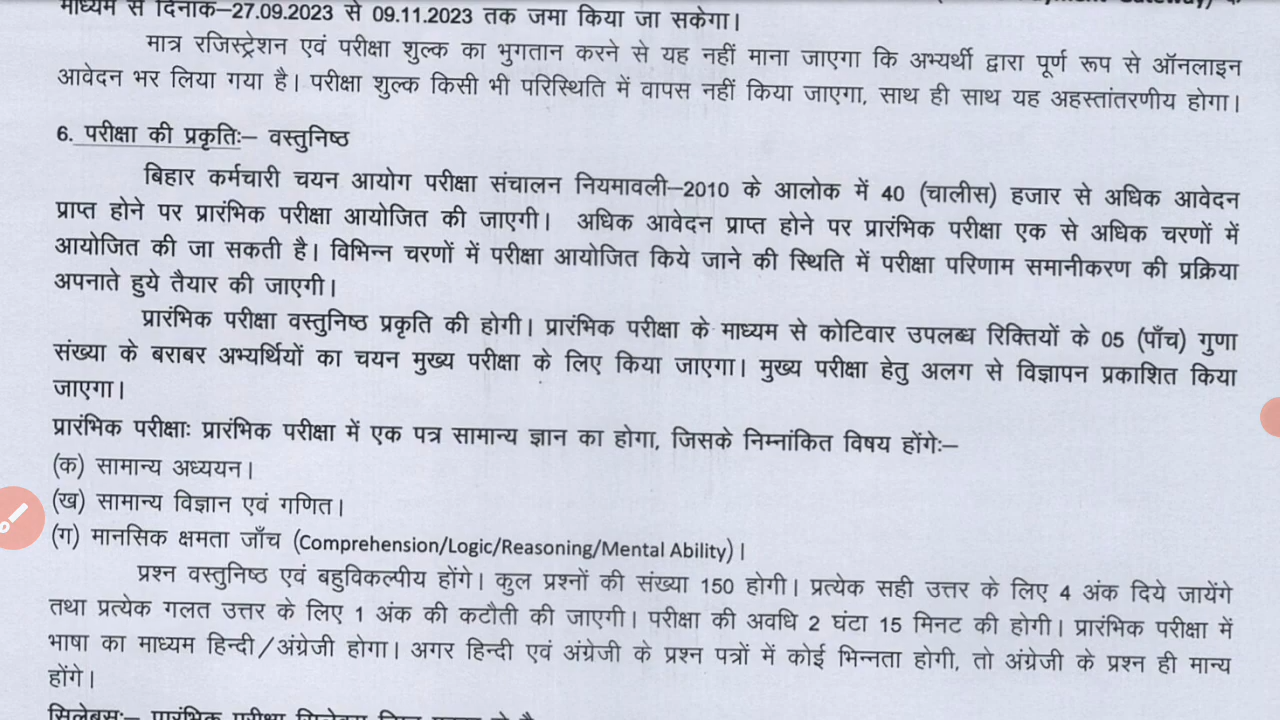 माध्यम से दिनांक–27.09.2023 से 09.11.2023 तक जमा किया जा सकेगा।
मात्र रजिस्ट्रेशन एवं परीक्षा शुल्क का भुगतान करने से यह नहीं माना जाएगा कि अभ्यर्थी द्वारा पूर्ण रूप से ऑनलाइन
आवेदन भर लिया गया है। परीक्षा शुल्क किसी भी परिस्थिति में वापस नहीं किया जाएगा, साथ ही साथ यह अहस्तांतरणीय होगा।
6. परीक्षा की प्रकृतिः– वस्तुनिष्ठ
बिहार कर्मचारी चयन आयोग परीक्षा संचालन नियमावली–2010 के आलोक में 40 (चालीस) हजार से अधिक आवेदन
प्राप्त होने पर प्रारंभिक परीक्षा आयोजित की जाएगी। अधिक आवेदन प्राप्त होने पर प्रारंभिक परीक्षा एक से अधिक चरणों में
आयोजित की जा सकती है। विभिन्न चरणों में परीक्षा आयोजित किये जाने की स्थिति में परीक्षा परिणाम समानीकरण की प्रक्रिया
अपनाते हुये तैयार की जाएगी।
प्रारंभिक परीक्षा वस्तुनिष्ठ प्रकृति की होगी। प्रारंभिक परीक्षा के माध्यम से कोटिवार उपलब्ध रिक्तियों के 05 (पाँच) गुणा
संख्या के बराबर अभ्यर्थियों का चयन मुख्य परीक्षा के लिए किया जाएगा। मुख्य परीक्षा हेतु अलग से विज्ञापन प्रकाशित किया
जाएगा।
प्रारंभिक परीक्षाः प्रारंभिक परीक्षा में एक पत्र सामान्य ज्ञान का होगा, जिसके निम्नांकित विषय होंगेः–
(क) सामान्य अध्ययन।
(ख) सामान्य विज्ञान एवं गणित।
(ग) मानसिक क्षमता जाँच (Comprehension/Logic/Reasoning/Mental Ability)।
प्रश्न वस्तुनिष्ठ एवं बहुविकल्पीय होंगे। कुल प्रश्नों की संख्या 150 होगी। प्रत्येक सही उत्तर के लिए 4 अंक दिये जायेंगे
तथा प्रत्येक गलत उत्तर के लिए 1 अंक की कटौती की जाएगी। परीक्षा की अवधि 2 घंटा 15 मिनट की होगी। प्रारंभिक परीक्षा में
भाषा का माध्यम हिन्दी/अंग्रेजी होगा। अगर हिन्दी एवं अंग्रेजी के प्रश्न पत्रों में कोई भिन्नता होगी, तो अंग्रेजी के प्रश्न ही मान्य
होंगे।
सिलेबसः– प्रारंभिक परीक्षा